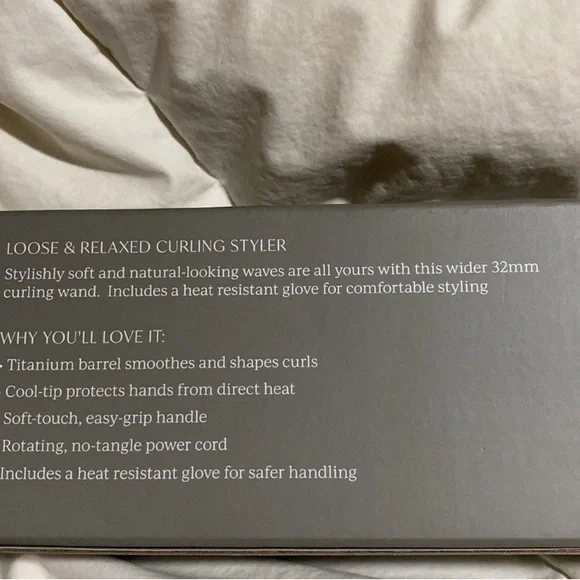 LOOSE & RELAXED CURLING STYLER
Stylishly soft and natural-looking waves are all yours with this wider 32mm
curling wand. Includes a heat resistant glove for comfortable styling
WHY YOU'LL LOVE IT:
· Titanium barrel smoothes and shapes curls
· Cool-tip protects hands from direct heat
Soft-touch, easy-grip handle
Rotating, no-tangle power cord
Includes a heat resistant glove for safer handling